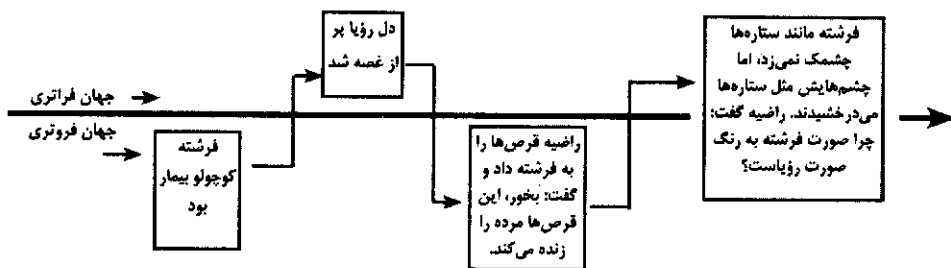 جهان فراتری
جهان فروتری
فرشته
کوچولو بیمار
بود
دل رؤیا پر
از غصه شد
راضیه قرص‌ها را
به فرشته داد و
گفت: بخور، این
قرص‌ها مرده را
زنده می‌کند.
فرشته مانند ستاره‌ها
چشمک نمی‌زد، اما
چشم‌هایش مثل ستاره‌ها
می‌درخشیدند. راضیه گفت:
چرا صورت فرشته به رنگ
صورت رؤیاست؟